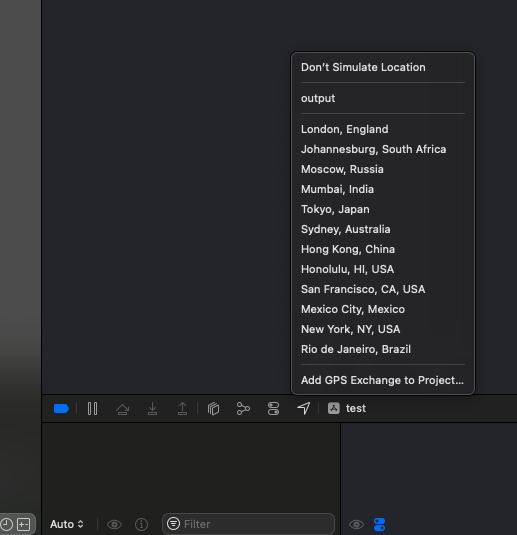 Don’t Simulate Location
output
London, England
Johannesburg, South Africa
Moscow, Russia
Mumbai, India
Tokyo, Japan
Sydney, Australia
Hong Kong, China
Honolulu, HI, USA
San Francisco, CA, USA
Mexico City, Mexico
New York, NY, USA
Rio de Janeiro, Brazil
Add GPS Exchange to Project...
test
Auto
Filter